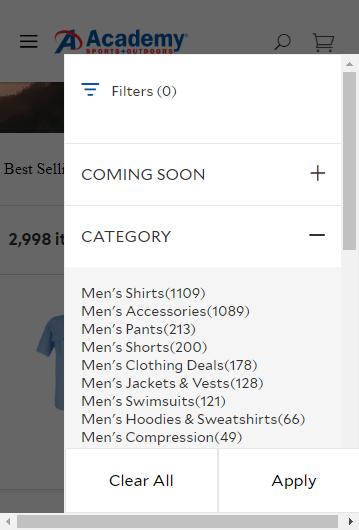 Academy
SPORTS+OUTDOORS
Filters (0)
Best Selli
COMING SOON
2,998 it
CATEGORY
Men's Shirts(1109)
Men's Accessories(1089)
Men's Pants(213)
Men's Shorts(200)
Men's Clothing Deals(178)
Men's Jackets & Vests(128)
Men's Swimsuits(121)
Men's Hoodies & Sweatshirts(66)
Men's Compression(49)
Clear All
Apply